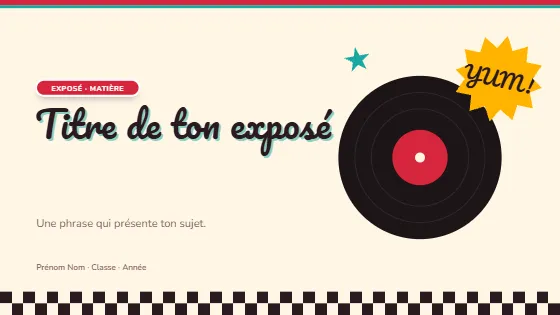 yum!
EXPOSÉ · MATIÈRE
Titre de ton exposé
Une phrase qui présente ton sujet.
Prénom Nom · Classe · Année